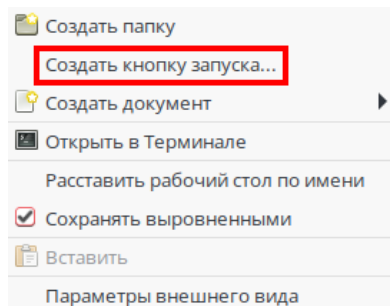 Создать папку
Создать кнопку запуска...
Создать документ
Открыть в Терминале
Расставить рабочий стол по имени
Сохранять выровненными
Вставить
Параметры внешнего вида